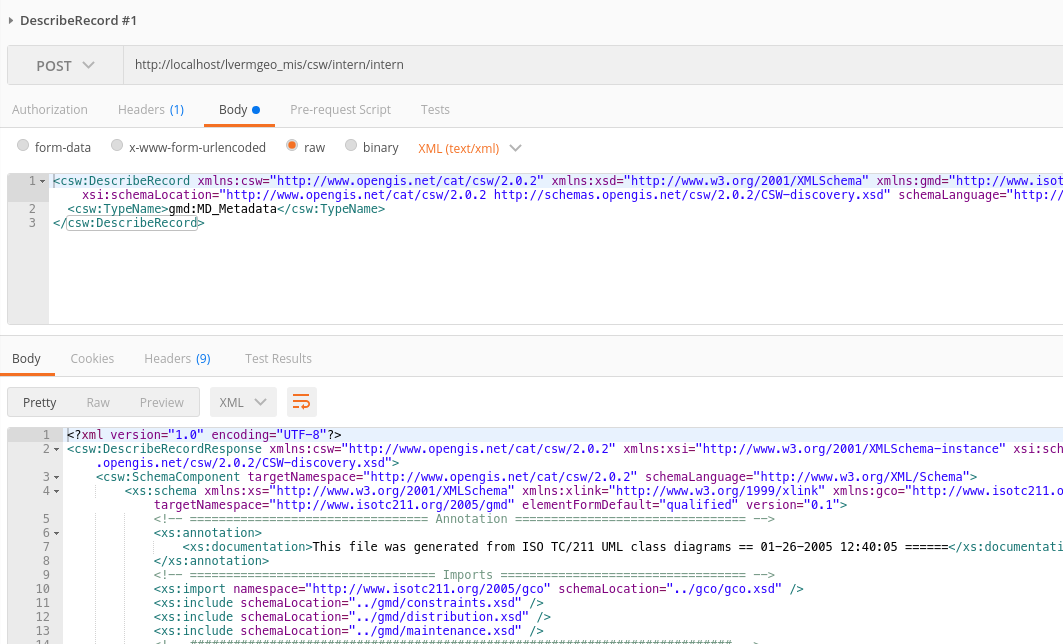 DescribeRecord #1
POST http://localhost/lvermgeo_mis/csw/intern/intern
Authorization Headers (1) Body Pre-request Script Tests
form-data x-www-form-urlencoded raw binary XML (text/xml)
1 <csw:DescribeRecord xmlns:csw="http://www.opengis.net/cat/csw/2.0.2" xmlns:xsd="http://www.w3.org/2001/XMLSchema" xmlns:gmd="http://www.isot
xsi:schemaLocation="http://www.opengis.net/cat/csw/2.0.2 http://schemas.opengis.net/csw/2.0.2/CSW-discovery.xsd" schemaLanguage="http://
2 <csw:TypeName>gmd:MD_Metadata</csw:TypeName>
3 </csw:DescribeRecord>
Body Cookies Headers (9) Test Results
Pretty Raw Preview XML
1 <?xml version="1.0" encoding="UTF-8"?>
2 <csw:DescribeRecordResponse xmlns:csw="http://www.opengis.net/cat/csw/2.0.2" xmlns:xsi="http://www.w3.org/2001/XMLSchema-instance" xsi:sch
.opengis.net/csw/2.0.2/CSW-discovery.xsd">
3 <csw:SchemaComponent targetNamespace="http://www.opengis.net/cat/csw/2.0.2" schemaLanguage="http://www.w3.org/XML/Schema">
4 <xs:schema xmlns:xs="http://www.w3.org/2001/XMLSchema" xmlns:xlink="http://www.w3.org/1999/xlink" xmlns:gco="http://www.isotc211.o
targetNamespace="http://www.isotc211.org/2005/gmd" elementFormDefault="qualified" version="0.1">
5 <!-- ================================= Annotation ================================ -->
6 <xs:annotation>
7 <xs:documentation>This file was generated from ISO TC/211 UML class diagrams == 01-26-2005 12:40:05 ======</xs:documentati
8 </xs:annotation>
9 <!-- ================================== Imports ================================== -->
10 <xs:import namespace="http://www.isotc211.org/2005/gco" schemaLocation="../gco/gco.xsd" />
11 <xs:include schemaLocation="../gmd/constraints.xsd" />
12 <xs:include schemaLocation="../gmd/distribution.xsd" />
13 <xs:include schemaLocation="../gmd/maintenance.xsd" />